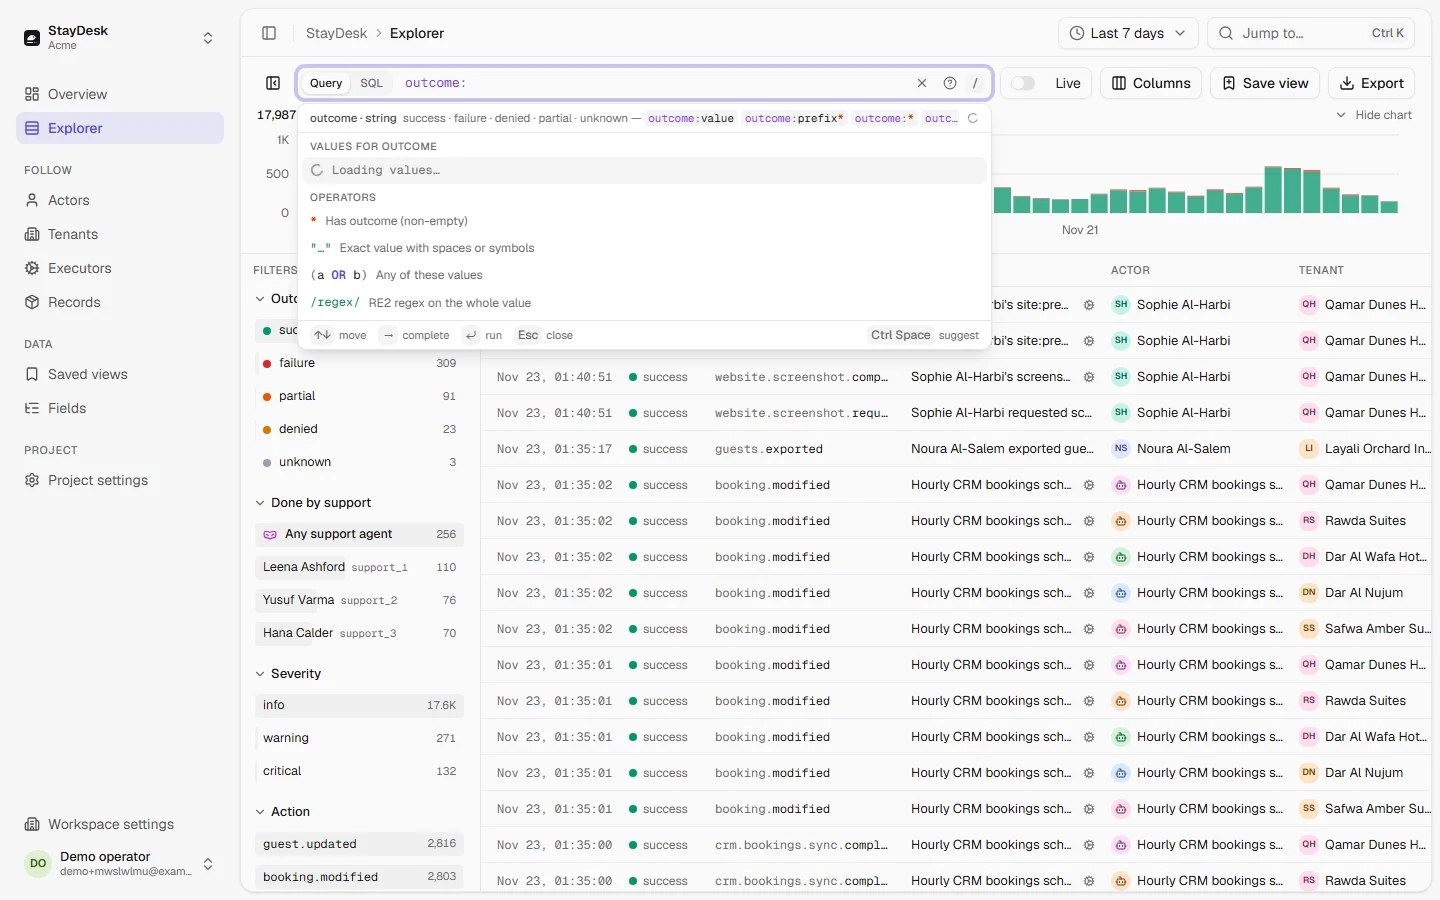 StayDesk
Acme
Overview
Explorer
FOLLOW
Actors
Tenants
Executors
Records
DATA
Saved views
Fields
PROJECT
Project settings
Workspace settings
DO
Demo operator
demo+mwslwlmu@exam...
StayDesk > Explorer
Last 7 days
Jump to...
Ctrl K
Query SQL outcome:
/
Live
Columns
Save view
Export
17,987
Hide chart
1K
500
0
Nov 21
outcome · string success · failure · denied · partial · unknown — outcome:value outcome:prefix* outcome:* outc…
VALUES FOR OUTCOME
Loading values…
OPERATORS
* Has outcome (non-empty)
"…" Exact value with spaces or symbols
(a OR b) Any of these values
/regex/ RE2 regex on the whole value
↑↓ move → complete ↵ run Esc close Ctrl Space suggest
FILTERS
Outc
suc
failure 309
partial 91
denied 23
unknown 3
Done by support
Any support agent 256
Leena Ashford support_1 110
Yusuf Varma support_2 76
Hana Calder support_3 70
Severity
info 17.6K
warning 271
critical 132
Action
guest.updated 2,816
booking.modified 2,803
ACTOR TENANT
rbi's site:pre... SH Sophie Al-Harbi QH Qamar Dunes H...
rbi's site:pre... SH Sophie Al-Harbi QH Qamar Dunes H...
Nov 23, 01:40:51 success website.screenshot.comp… Sophie Al-Harbi's screens... SH Sophie Al-Harbi QH Qamar Dunes H...
Nov 23, 01:40:51 success website.screenshot.requ… Sophie Al-Harbi requested sc... SH Sophie Al-Harbi QH Qamar Dunes H...
Nov 23, 01:35:17 success guests.exported Noura Al-Salem exported gue... NS Noura Al-Salem LI Layali Orchard In...
Nov 23, 01:35:02 success booking.modified Hourly CRM bookings sch... Hourly CRM bookings s... QH Qamar Dunes H...
Nov 23, 01:35:02 success booking.modified Hourly CRM bookings sch... Hourly CRM bookings s... RS Rawda Suites
Nov 23, 01:35:02 success booking.modified Hourly CRM bookings sch... Hourly CRM bookings s... DH Dar Al Wafa Hot...
Nov 23, 01:35:02 success booking.modified Hourly CRM bookings sch... Hourly CRM bookings s... DN Dar Al Nujum
Nov 23, 01:35:02 success booking.modified Hourly CRM bookings sch... Hourly CRM bookings s... SS Safwa Amber Su...
Nov 23, 01:35:01 success booking.modified Hourly CRM bookings sch... Hourly CRM bookings s... QH Qamar Dunes H...
Nov 23, 01:35:01 success booking.modified Hourly CRM bookings sch... Hourly CRM bookings s... RS Rawda Suites
Nov 23, 01:35:01 success booking.modified Hourly CRM bookings sch... Hourly CRM bookings s... DH Dar Al Wafa Hot...
Nov 23, 01:35:01 success booking.modified Hourly CRM bookings sch... Hourly CRM bookings s... DN Dar Al Nujum
Nov 23, 01:35:01 success booking.modified Hourly CRM bookings sch... Hourly CRM bookings s... SS Safwa Amber Su...
Nov 23, 01:35:00 success crm.bookings.sync.compl… Hourly CRM bookings sch... Hourly CRM bookings s... QH Qamar Dunes H...
Nov 23, 01:35:00 success crm.bookings.sync.compl… Hourly CRM bookings sch... Hourly CRM bookings s... RS Rawda Suites